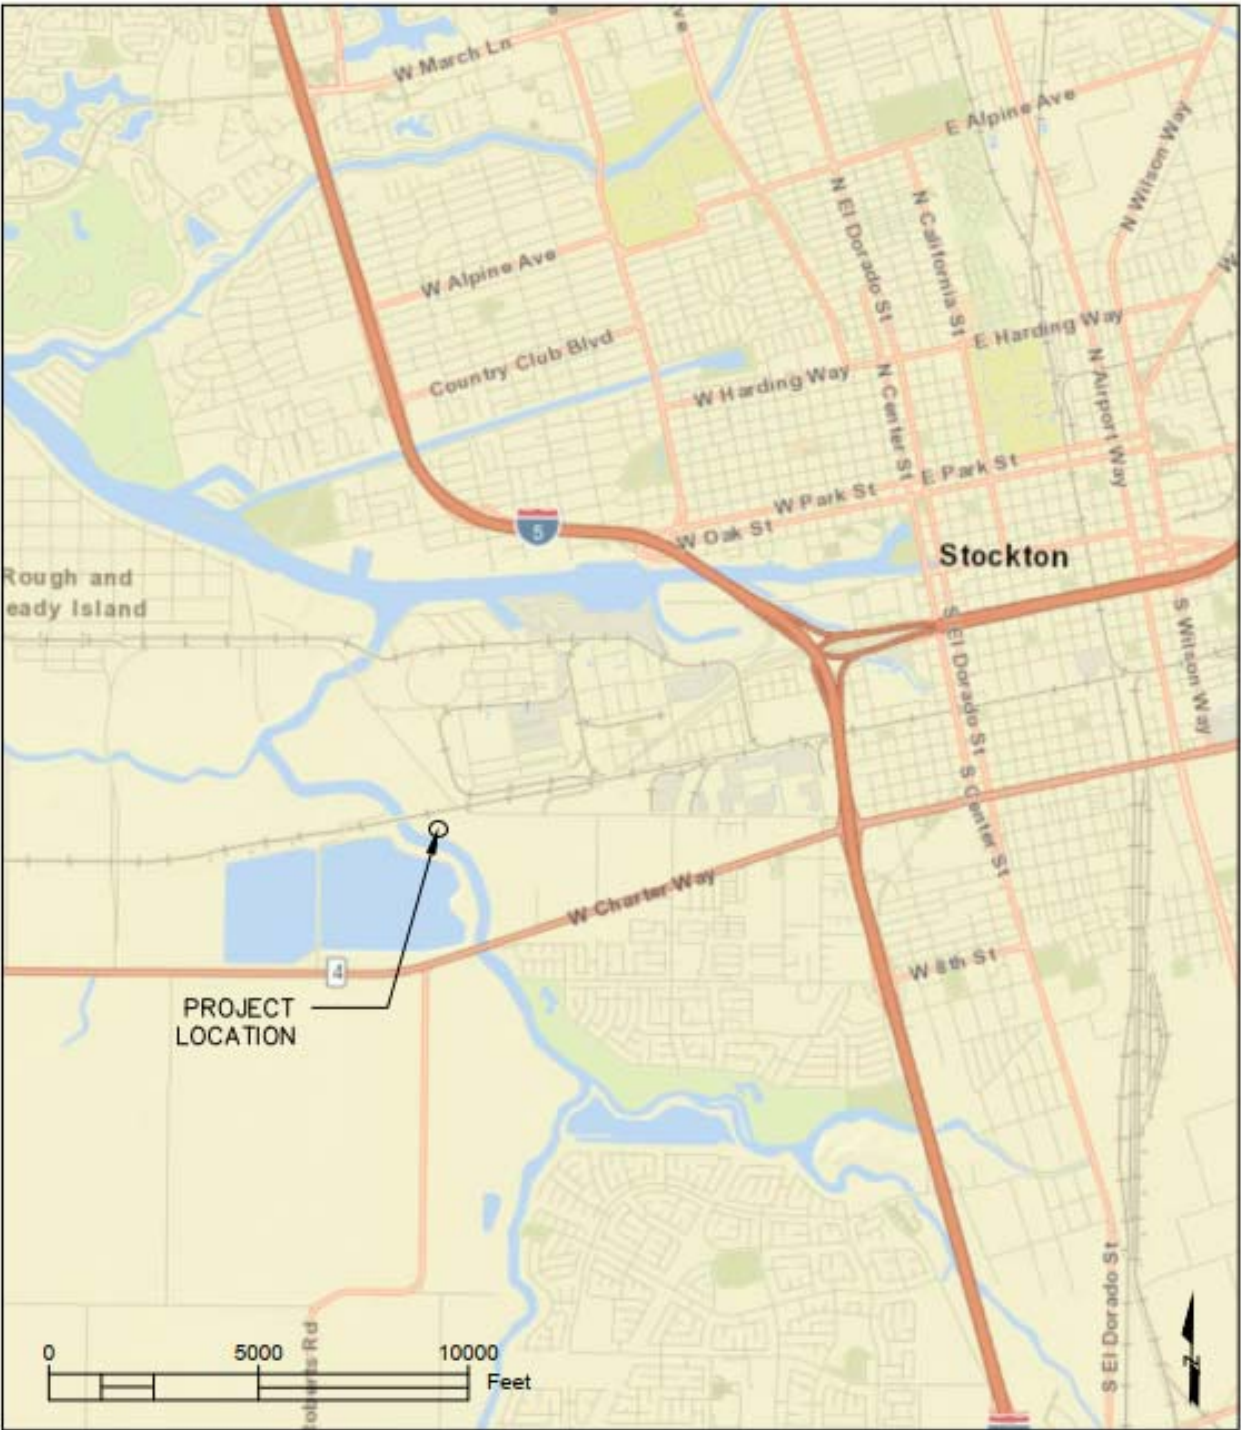 W March Ln
E Alpine Ave
N Wilson Way
N El Dorado St
N California St
W Alpine Ave
E Harding Way
Country Club Blvd
W Harding Way
N Center St
N Airport Way
E Park St
W Park St
W Oak St
5
Stockton
Rough and
eady Island
S El Dorado St
S Wilson Way
S Center St
W Charter Way
W 8th St
4
PROJECT
LOCATION
S El Dorado St
0 5000 10000
Feet
Roberts Rd
N